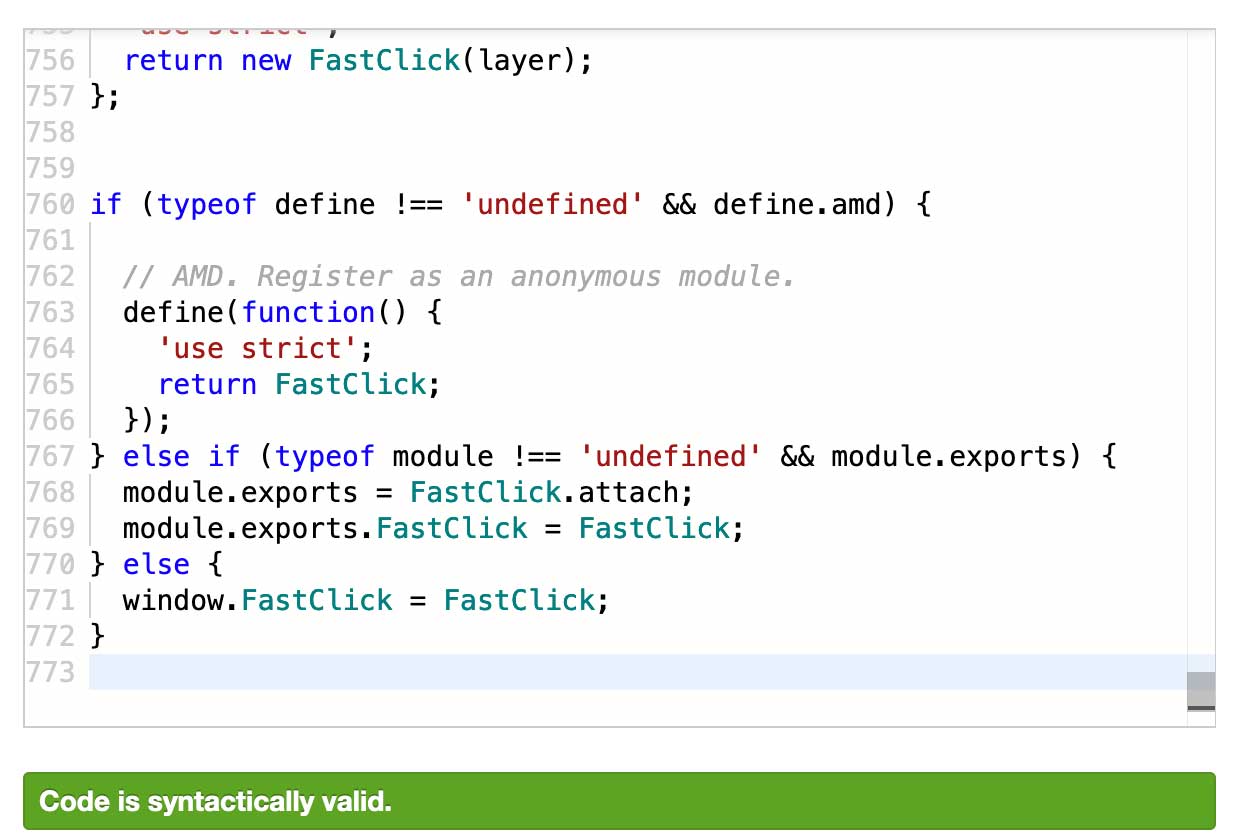 756 return new FastClick(layer);
757 };
758
759
760 if (typeof define !== 'undefined' && define.amd) {
761
762 // AMD. Register as an anonymous module.
763 define(function() {
764 'use strict';
765 return FastClick;
766 });
767 } else if (typeof module !== 'undefined' && module.exports) {
768 module.exports = FastClick.attach;
769 module.exports.FastClick = FastClick;
770 } else {
771 window.FastClick = FastClick;
772 }
773
Code is syntactically valid.